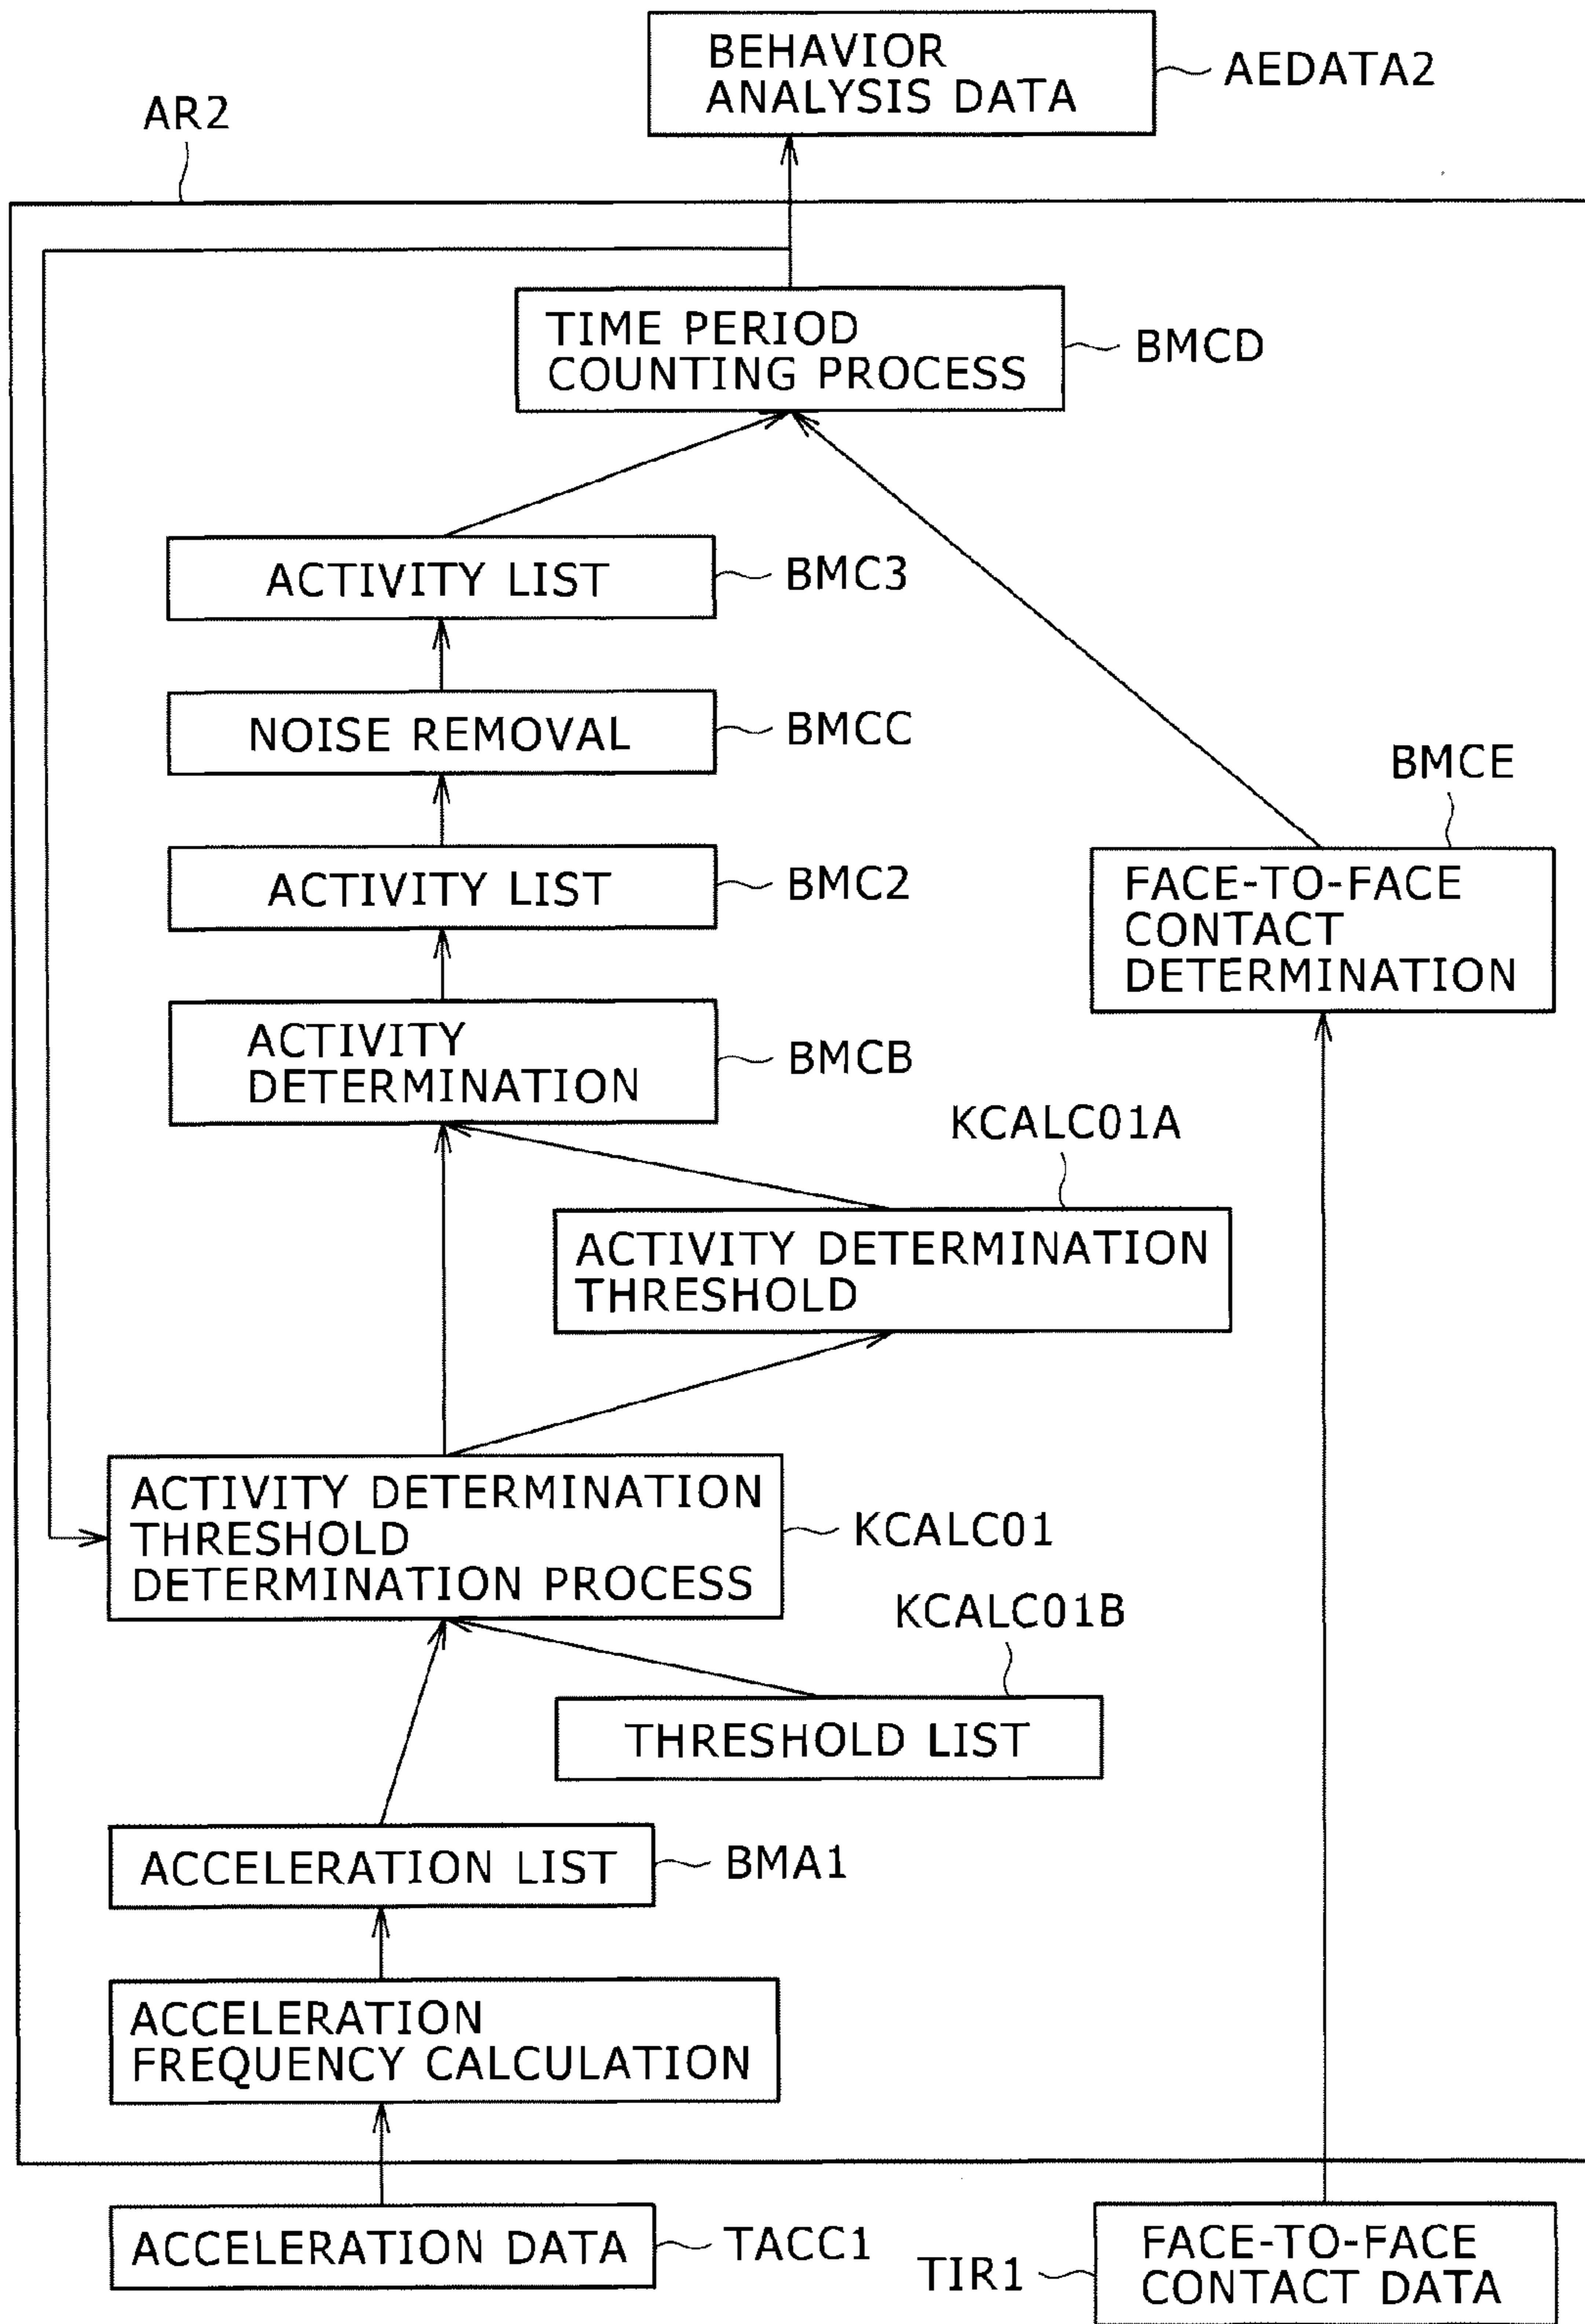 BEHAVIOR
ANALYSIS DATA
AEDATA2
AR2
TIME PERIOD
COUNTING PROCESS
BMCD
ACTIVITY LIST
BMC3
NOISE REMOVAL
BMCC
BMCE
ACTIVITY LIST
BMC2
FACE-TO-FACE
CONTACT
DETERMINATION
ACTIVITY
DETERMINATION
BMCB
KCALC01A
ACTIVITY DETERMINATION
THRESHOLD
ACTIVITY DETERMINATION
THRESHOLD
DETERMINATION PROCESS
KCALC01
KCALC01B
THRESHOLD LIST
ACCELERATION LIST
BMA1
ACCELERATION
FREQUENCY CALCULATION
ACCELERATION DATA
TACC1
TIR1
FACE-TO-FACE
CONTACT DATA